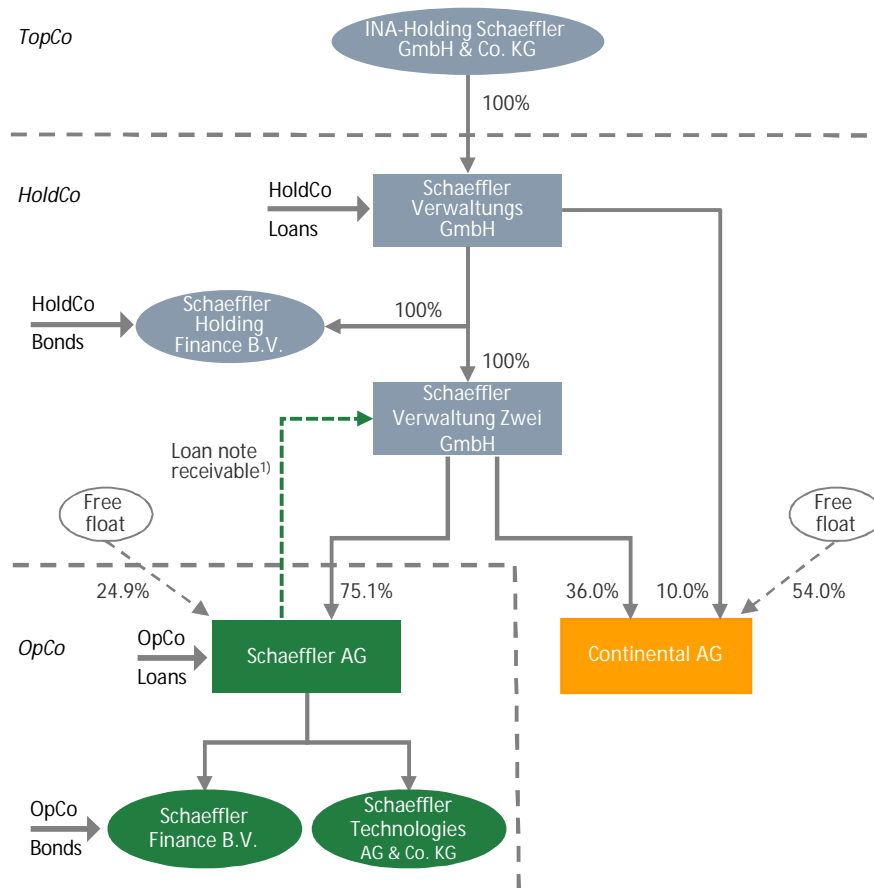 TopCo
INA-Holding Schaeffler
GmbH & Co. KG
100%
HoldCo
HoldCo
Loans
Schaeffler
Verwaltungs
GmbH
HoldCo
Bonds
Schaeffler
Holding
Finance B.V.
100%
100%
Schaeffler
Verwaltung Zwei
GmbH
Loan note
receivable¹⁾
Free
float
Free
float
24.9%
75.1%
36.0%
10.0%
54.0%
OpCo
OpCo
Loans
Schaeffler AG
Continental AG
OpCo
Bonds
Schaeffler
Finance B.V.
Schaeffler
Technologies
AG & Co. KG